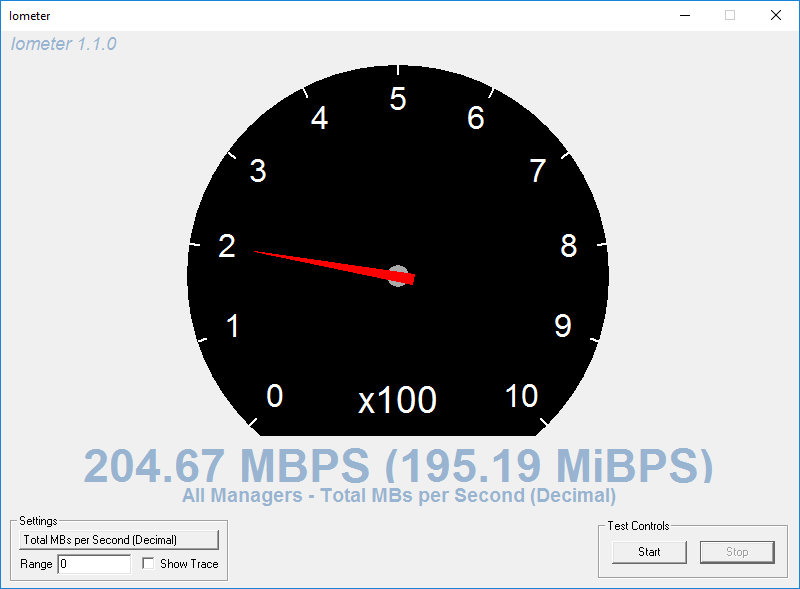 Iometer
Iometer 1.1.0
5
4
6
3
7
2
8
1
9
0
x100
10
204.67 MBPS (195.19 MiBPS)
All Managers - Total MBs per Second (Decimal)
Settings
Total MBs per Second (Decimal)
Range 0
Show Trace
Test Controls
Start
Stop